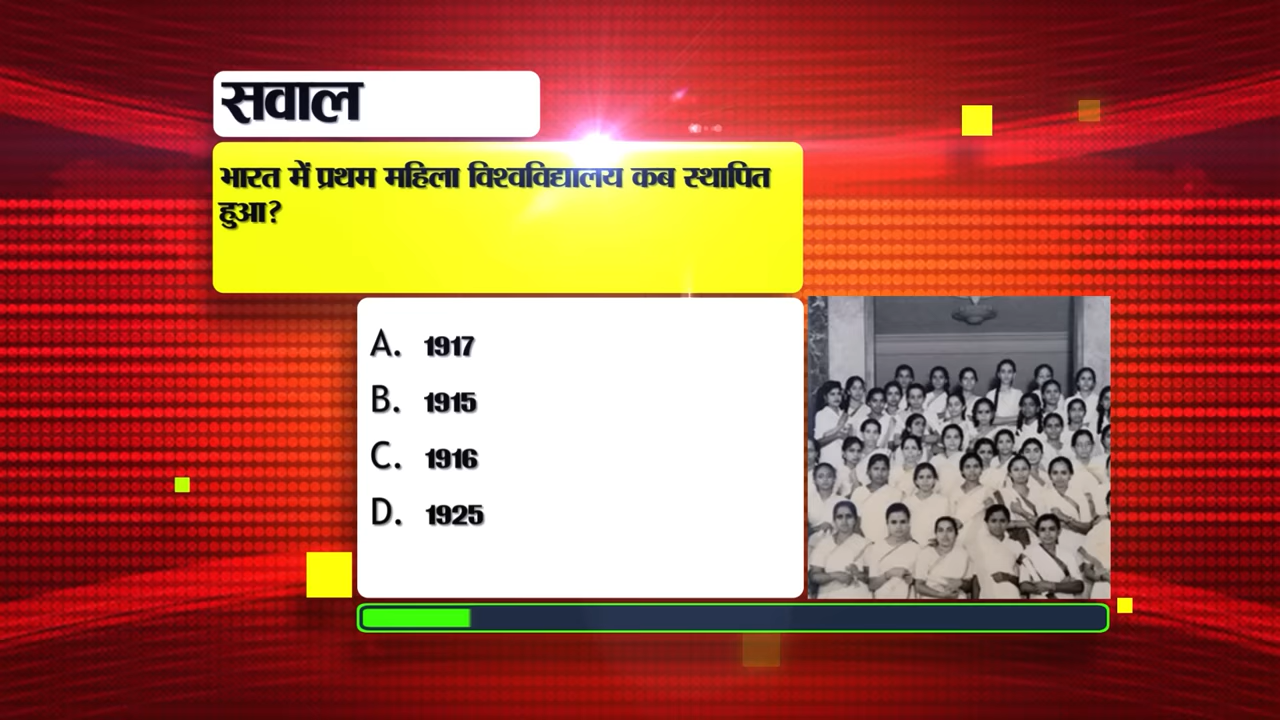 सवाल
भारत में प्रथम महिला विश्वविद्यालय कब स्थापित
हुआ?
A. 1917
B. 1915
C. 1916
D. 1925